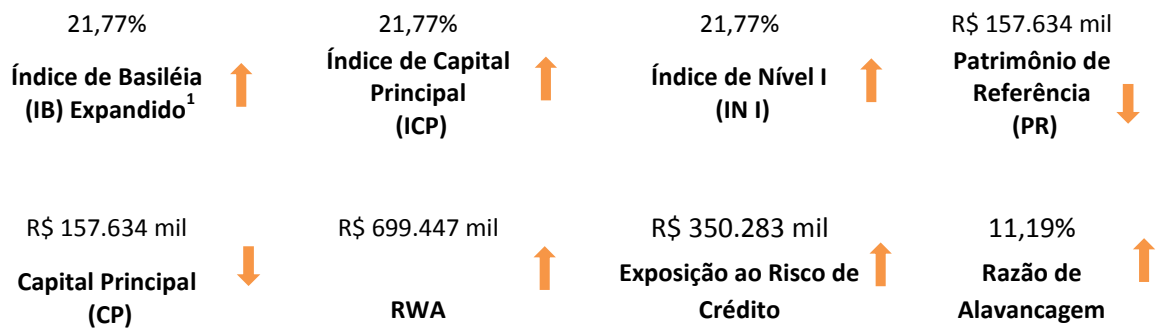 21,77%
Índice de Basiléia
(IB) Expandido1
21,77%
Índice de Capital
Principal
(ICP)
21,77%
Índice de Nível I
(IN I)
R$ 157.634 mil
Patrimônio de
Referência
(PR)
R$ 157.634 mil
Capital Principal
(CP)
R$ 699.447 mil
RWA
R$ 350.283 mil
Exposição ao Risco de
Crédito
11,19%
Razão de
Alavancagem